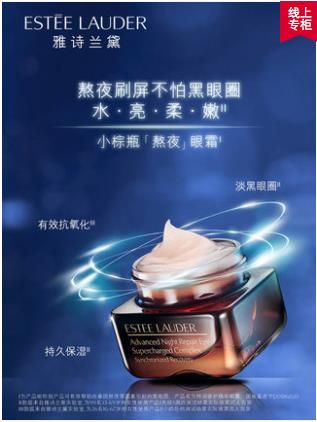 ESTĒE LAUDER
雅诗兰黛
线上
专柜
熬夜刷屏不怕黑眼圈
水·亮·柔·嫩
小棕瓶「熬夜」眼霜
淡黑眼圈
有效抗氧化
持久保湿
ESTĒE LAUDER
Advanced Night Repair Eye
Supercharged Complex
Synchronized Recovery